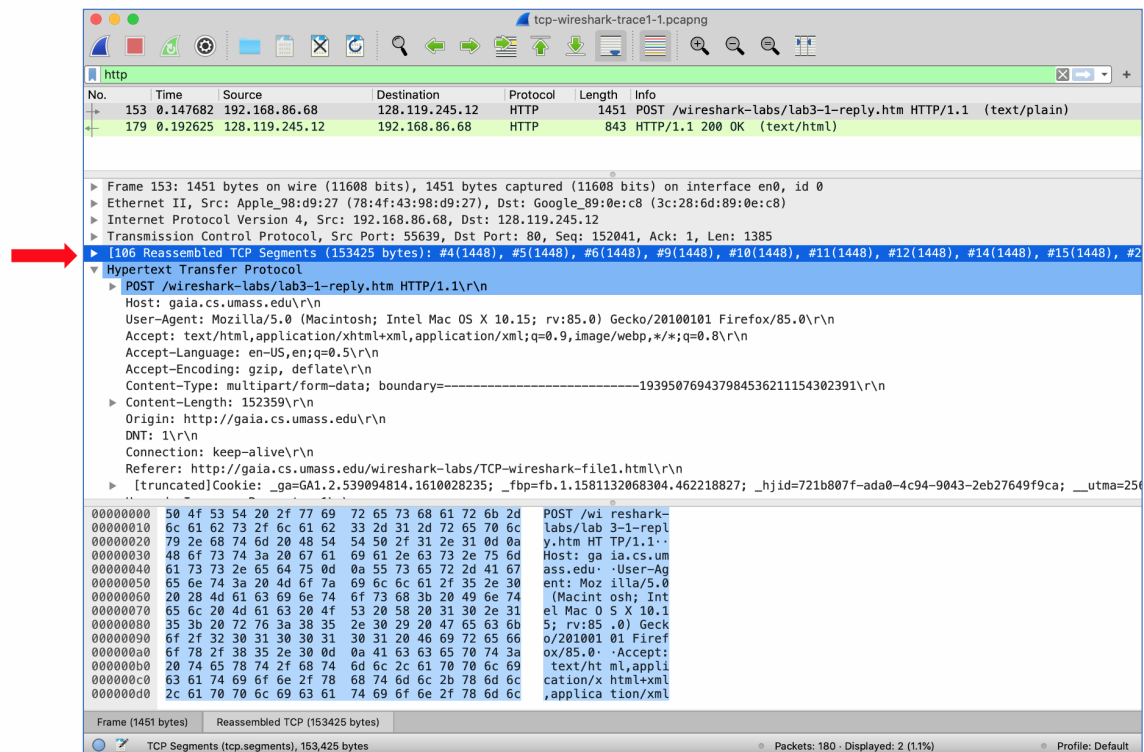 tcp-wireshark-trace1-1.pcapng
http
No. Time Source Destination Protocol Length Info
153 0.147682 192.168.86.68 128.119.245.12 HTTP 1451 POST /wireshark-labs/lab3-1-reply.htm HTTP/1.1 (text/plain)
179 0.192625 128.119.245.12 192.168.86.68 HTTP 843 HTTP/1.1 200 OK (text/html)
Frame 153: 1451 bytes on wire (11608 bits), 1451 bytes captured (11608 bits) on interface en0, id 0
Ethernet II, Src: Apple_98:d9:27 (78:4f:43:98:d9:27), Dst: Google_89:0e:c8 (3c:28:6d:89:0e:c8)
Internet Protocol Version 4, Src: 192.168.86.68, Dst: 128.119.245.12
Transmission Control Protocol, Src Port: 55639, Dst Port: 80, Seq: 152041, Ack: 1, Len: 1385
[106 Reassembled TCP Segments (153425 bytes): #4(1448), #5(1448), #6(1448), #9(1448), #10(1448), #11(1448), #12(1448), #14(1448), #15(1448), #2
Hypertext Transfer Protocol
POST /wireshark-labs/lab3-1-reply.htm HTTP/1.1\r\n
Host: gaia.cs.umass.edu\r\n
User-Agent: Mozilla/5.0 (Macintosh; Intel Mac OS X 10.15; rv:85.0) Gecko/20100101 Firefox/85.0\r\n
Accept: text/html,application/xhtml+xml,application/xml;q=0.9,image/webp,*/*;q=0.8\r\n
Accept-Language: en-US,en;q=0.5\r\n
Accept-Encoding: gzip, deflate\r\n
Content-Type: multipart/form-data; boundary=---------------------------193950769437984536211154302391\r\n
Content-Length: 152359\r\n
Origin: http://gaia.cs.umass.edu\r\n
DNT: 1\r\n
Connection: keep-alive\r\n
Referer: http://gaia.cs.umass.edu/wireshark-labs/TCP-wireshark-file1.html\r\n
[truncated]Cookie: _ga=GA1.2.539094814.1610028235; _fbp=fb.1.1581132068304.462218827; _hjid=721b807f-ada0-4c94-9043-2eb27649f9ca; __utma=256
00000000 50 4f 53 54 20 2f 77 69 72 65 73 68 61 72 6b 2d POST /wi reshark-
00000010 6c 61 62 73 2f 6c 61 62 33 2d 31 2d 72 65 70 6c labs/lab 3-1-repl
00000020 79 2e 68 74 6d 20 48 54 54 50 2f 31 2e 31 0d 0a y.htm HT TP/1.1··
00000030 48 6f 73 74 3a 20 67 61 69 61 2e 63 73 2e 75 6d Host: ga ia.cs.um
00000040 61 73 73 2e 65 64 75 0d 0a 55 73 65 72 2d 41 67 ass.edu· ·User-Ag
00000050 65 6e 74 3a 20 4d 6f 7a 69 6c 6c 61 2f 35 2e 30 ent: Moz illa/5.0
00000060 20 28 4d 61 63 69 6e 74 6f 73 68 3b 20 49 6e 74 (Macint osh; Int
00000070 65 6c 20 4d 61 63 20 4f 53 20 58 20 31 30 2e 31 el Mac O S X 10.1
00000080 35 3b 20 72 76 3a 38 35 2e 30 29 20 47 65 63 6b 5; rv:85 .0) Geck
00000090 6f 2f 32 30 31 30 30 31 30 31 20 46 69 72 65 66 o/201001 01 Firef
000000a0 6f 78 2f 38 35 2e 30 0d 0a 41 63 63 65 70 74 3a ox/85.0· ·Accept:
000000b0 20 74 65 78 74 2f 68 74 6d 6c 2c 61 70 70 6c 69 text/ht ml,appli
000000c0 63 61 74 69 6f 6e 2f 78 68 74 6d 6c 2b 78 6d 6c cation/x html+xml
000000d0 2c 61 70 70 6c 69 63 61 74 69 6f 6e 2f 78 6d 6c ,applica tion/xml
Frame (1451 bytes) Reassembled TCP (153425 bytes)
TCP Segments (tcp.segments), 153,425 bytes Packets: 180 · Displayed: 2 (1.1%) Profile: Default